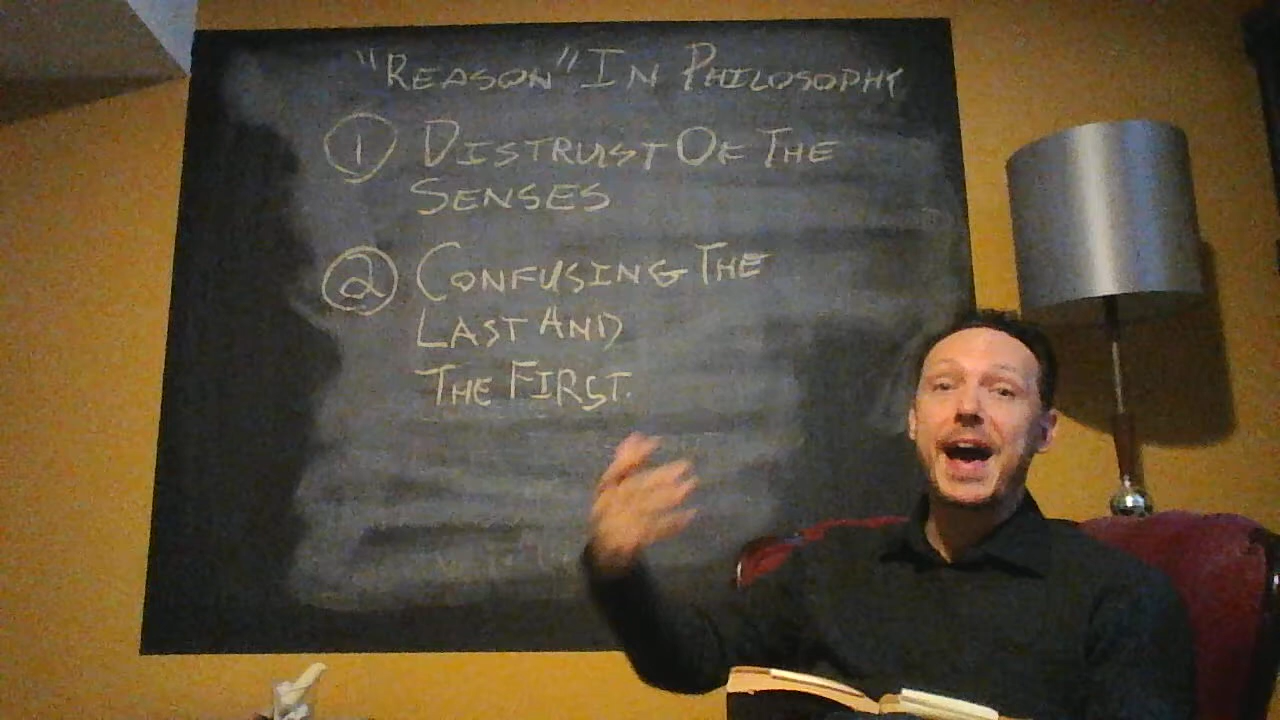 "REASON" IN PHILOSOPHY
1 DISTRUST OF THE
SENSES
2 CONFUSING THE
LAST AND
THE FIRST.